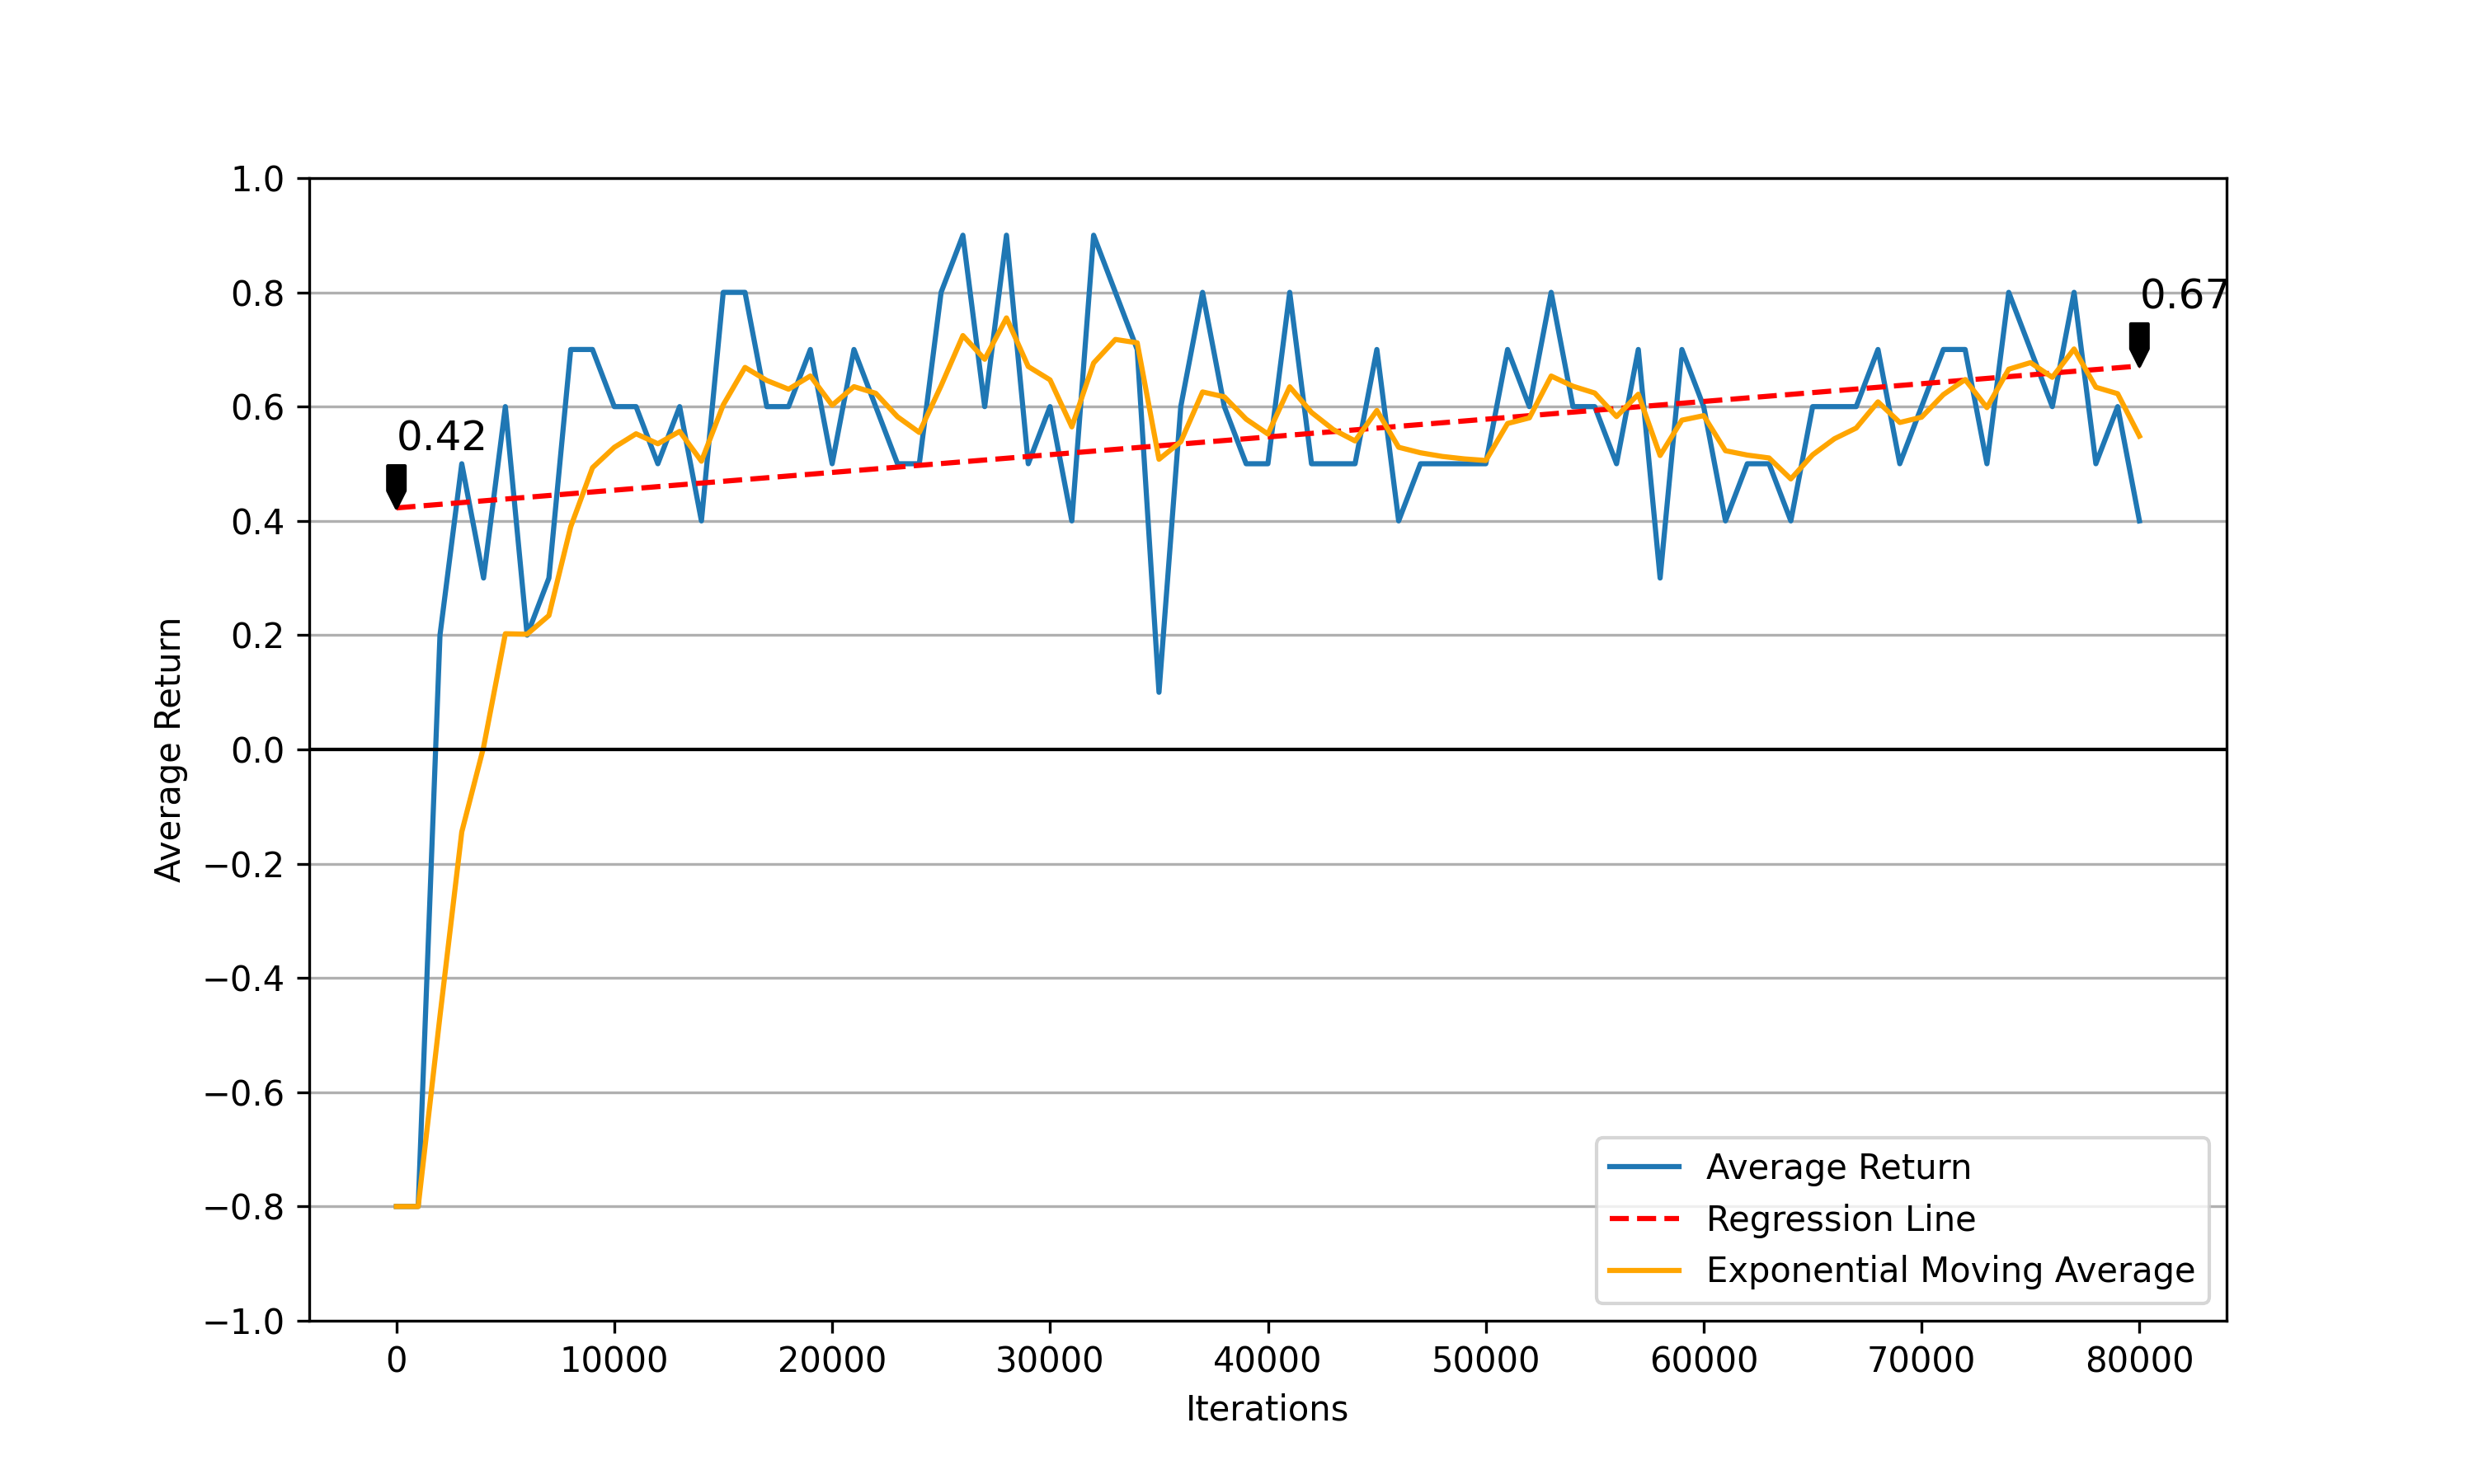 1.0
0.8
0.6
0.4
0.2
0.0
−0.2
−0.4
−0.6
−0.8
−1.0
Average Return
0.42
0.67
Average Return
Regression Line
Exponential Moving Average
0 10000 20000 30000 40000 50000 60000 70000 80000
Iterations